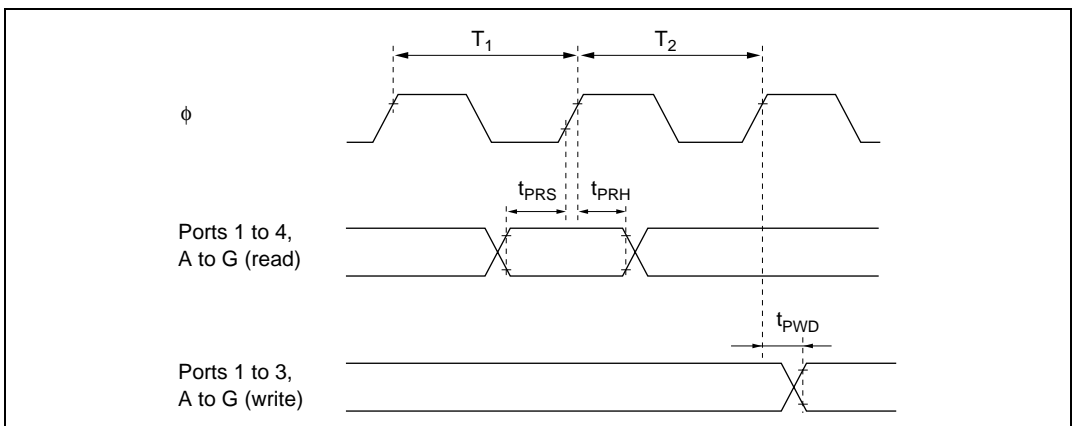 T1 T2
ϕ
tPRS tPRH
Ports 1 to 4,
A to G (read)
tPWD
Ports 1 to 3,
A to G (write)